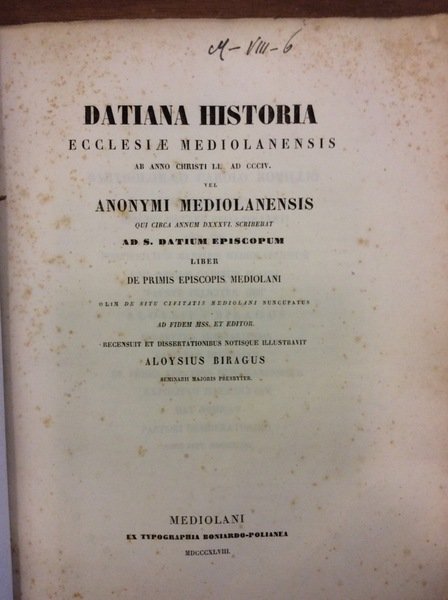 M-VIII-6
DATIANA HISTORIA
ECCLESIÆ MEDIOLANENSIS
AB ANNO CHRISTI LI. AD CCCIV.
VEL
ANONYMI MEDIOLANENSIS
QUI CIRCA ANNUM DXXXVI. SCRIBEBAT
AD S. DATIUM EPISCOPUM
LIBER
DE PRIMIS EPISCOPIS MEDIOLANI
OLIM DE SITU CIVITATIS MEDIOLANI NUNCUPATUS
AD FIDEM MSS. ET EDITOR.
RECENSUIT ET DISSERTATIONIBUS NOTISQUE ILLUSTRAVIT
ALOYSIUS BIRAGUS
SEMINARII MAJORIS PRESBYTER.
MEDIOLANI
EX TYPOGRAPHIA BONIARDO-POLIANEA
MDCCCXLVIII.